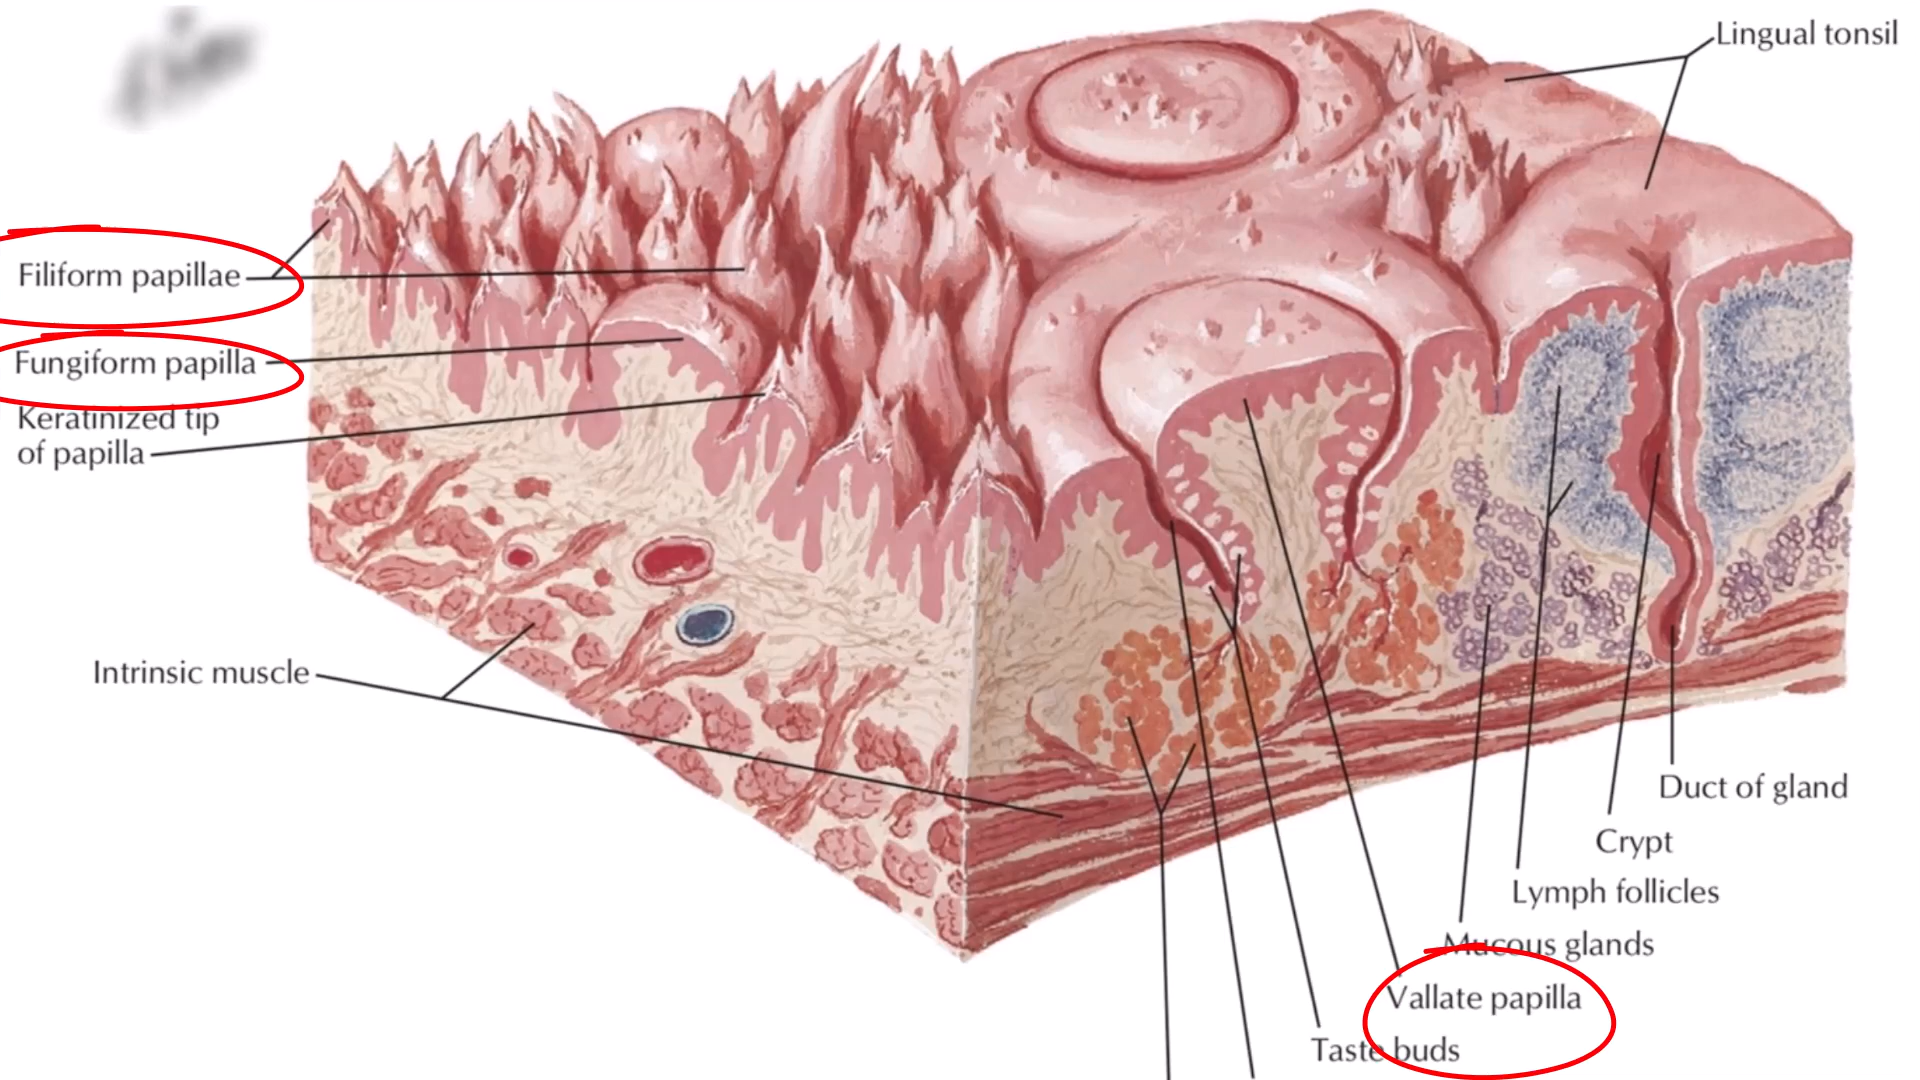 Lingual tonsil
Filiform papillae
Fungiform papilla
Keratinized tip
of papilla
Intrinsic muscle
Duct of gland
Crypt
Lymph follicles
Mucous glands
Vallate papilla
Taste buds